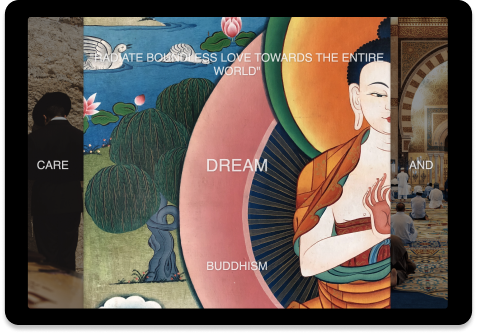 "RADIATE BOUNDLESS LOVE TOWARDS THE ENTIRE
WORLD"
CARE
DREAM
AND
BUDDHISM